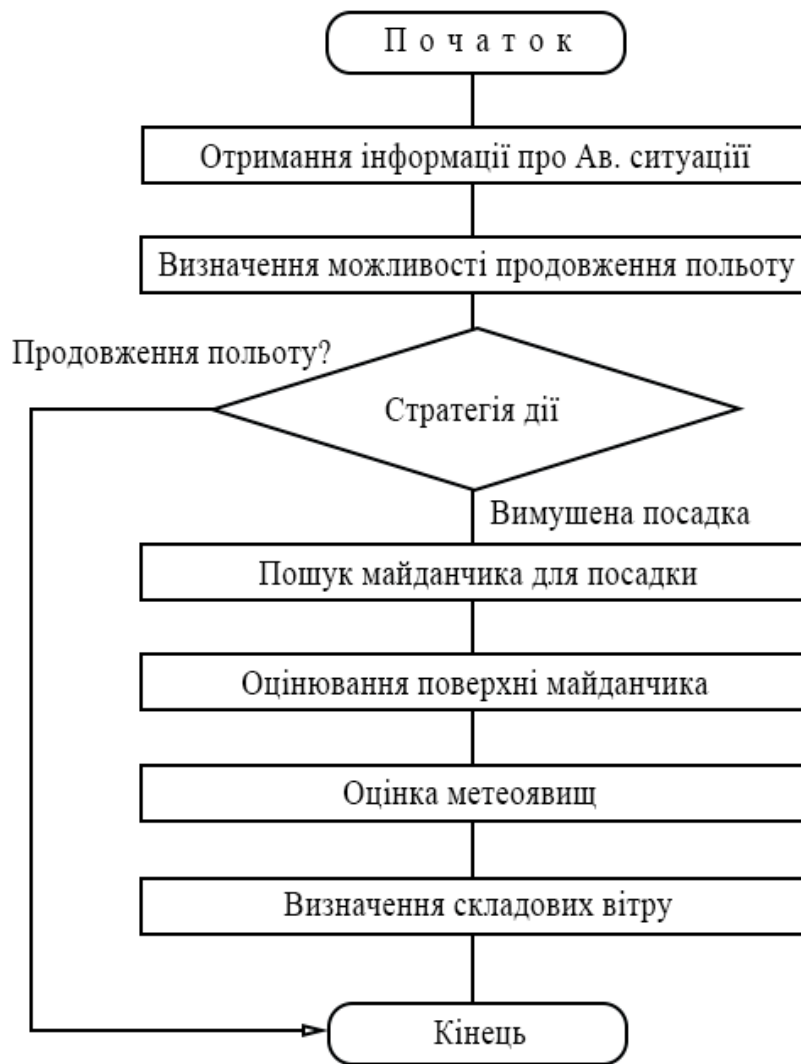 П о ч а т о к
Отримання інформації про Ав. ситуаціїї
Визначення можливості продовження польоту
Продовження польоту?
Стратегія дії
Вимушена посадка
Пошук майданчика для посадки
Оцінювання поверхні майданчика
Оцінка метеоявищ
Визначення складових вітру
Кінець